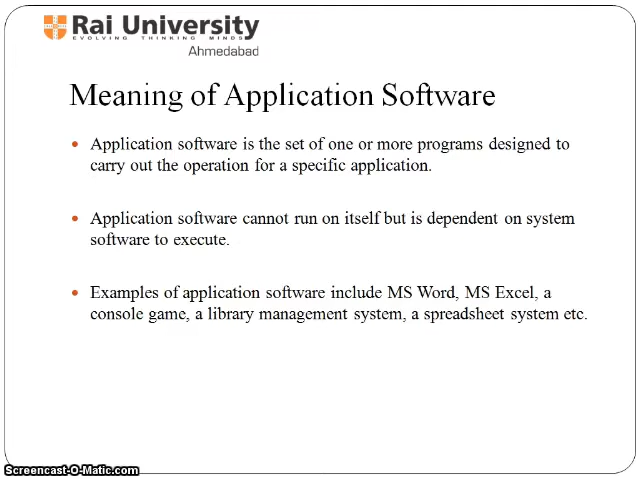 Rai University
EVOLVING THINKING MINDS
Ahmedabad
Meaning of Application Software
Application software is the set of one or more programs designed to
carry out the operation for a specific application.
Application software cannot run on itself but is dependent on system
software to execute.
Examples of application software include MS Word, MS Excel, a
console game, a library management system, a spreadsheet system etc.
Screencast-O-Matic.com